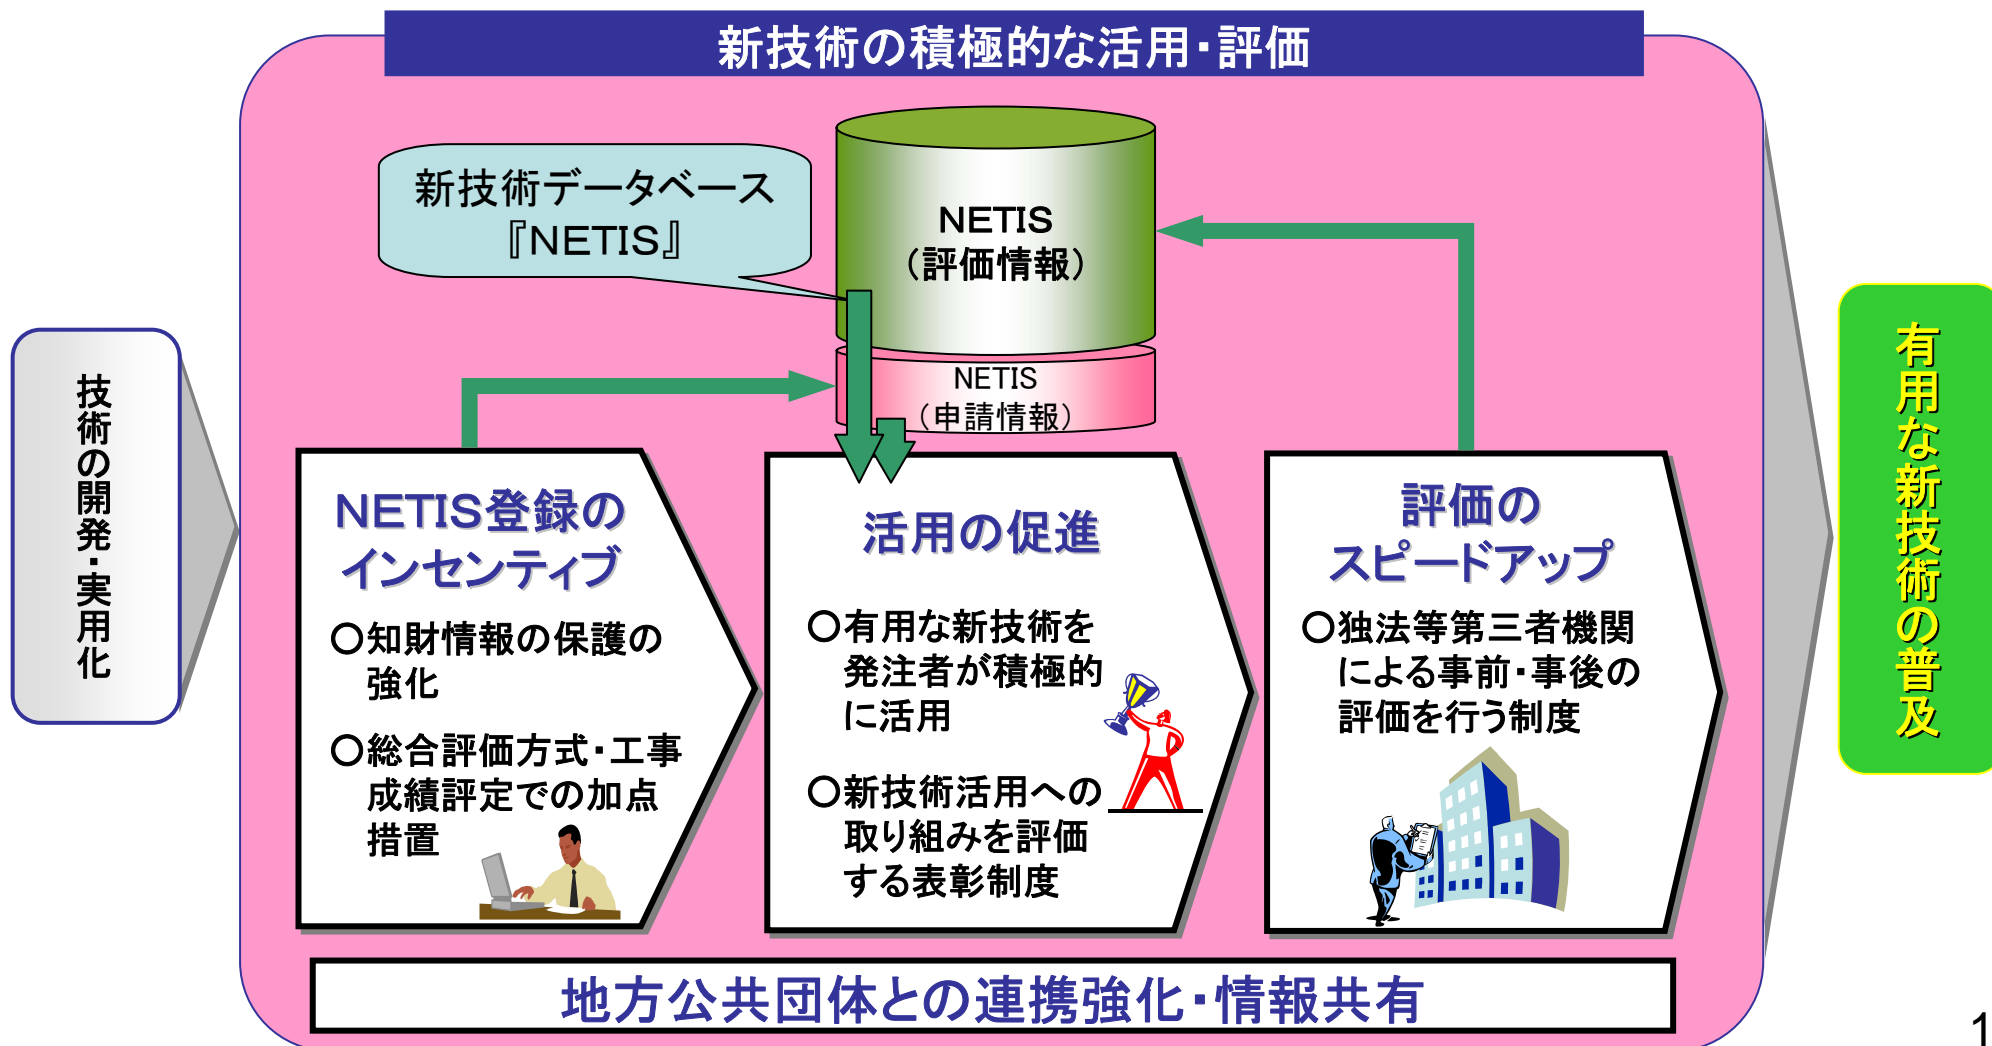 新技術の積極的な活用・評価
新技術データベース
『NETIS』
NETIS
（評価情報）
NETIS
（申請情報）
技術の開発・実用化
NETIS登録の
インセンティブ
○知財情報の保護の
強化
○総合評価方式・工事
成績評定での加点
措置
活用の促進
○有用な新技術を
発注者が積極的
に活用
○新技術活用への
取り組みを評価
する表彰制度
評価の
スピードアップ
○独法等第三者機関
による事前・事後の
評価を行う制度
有用な新技術の普及
地方公共団体との連携強化・情報共有
1